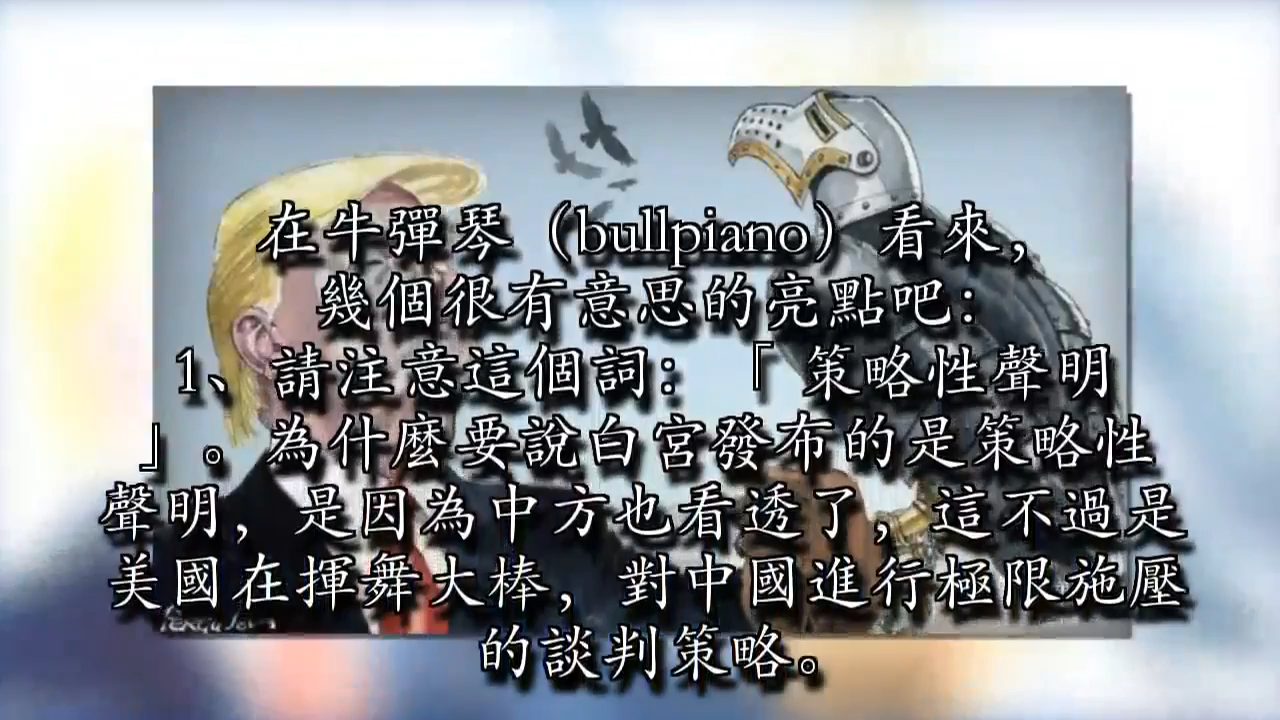 在牛彈琴（bullpiano）看來，
幾個很有意思的亮點吧：
1、請注意這個詞：「策略性聲明
」。為什麼要說白宮發布的是策略性
聲明，是因為中方也看透了，這不過是
美國在揮舞大棒，對中國進行極限施壓
的談判策略。